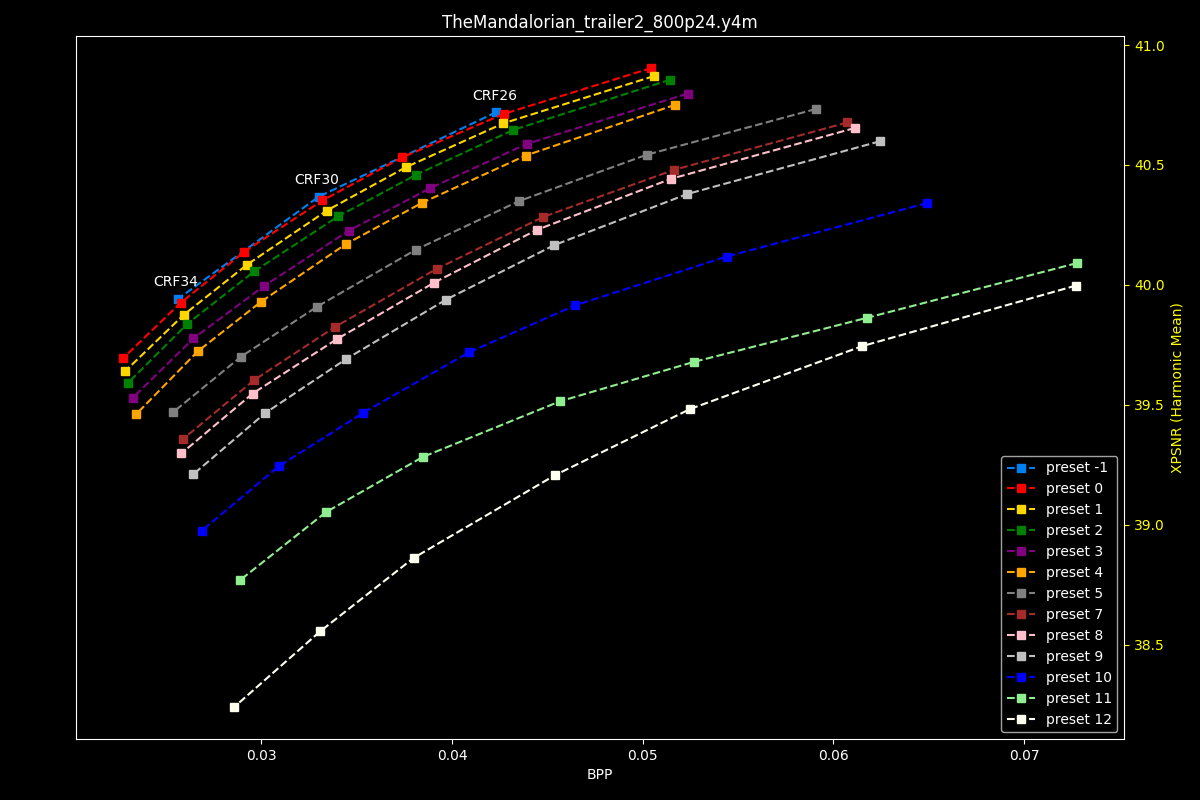 TheMandalorian_trailer2_800p24.y4m
41.0
CRF26
40.5
CRF30
CRF34
40.0
XPSNR (Harmonic Mean)
39.5
39.0
38.5
preset -1
preset 0
preset 1
preset 2
preset 3
preset 4
preset 5
preset 7
preset 8
preset 9
preset 10
preset 11
preset 12
0.03 0.04 0.05 0.06 0.07
BPP